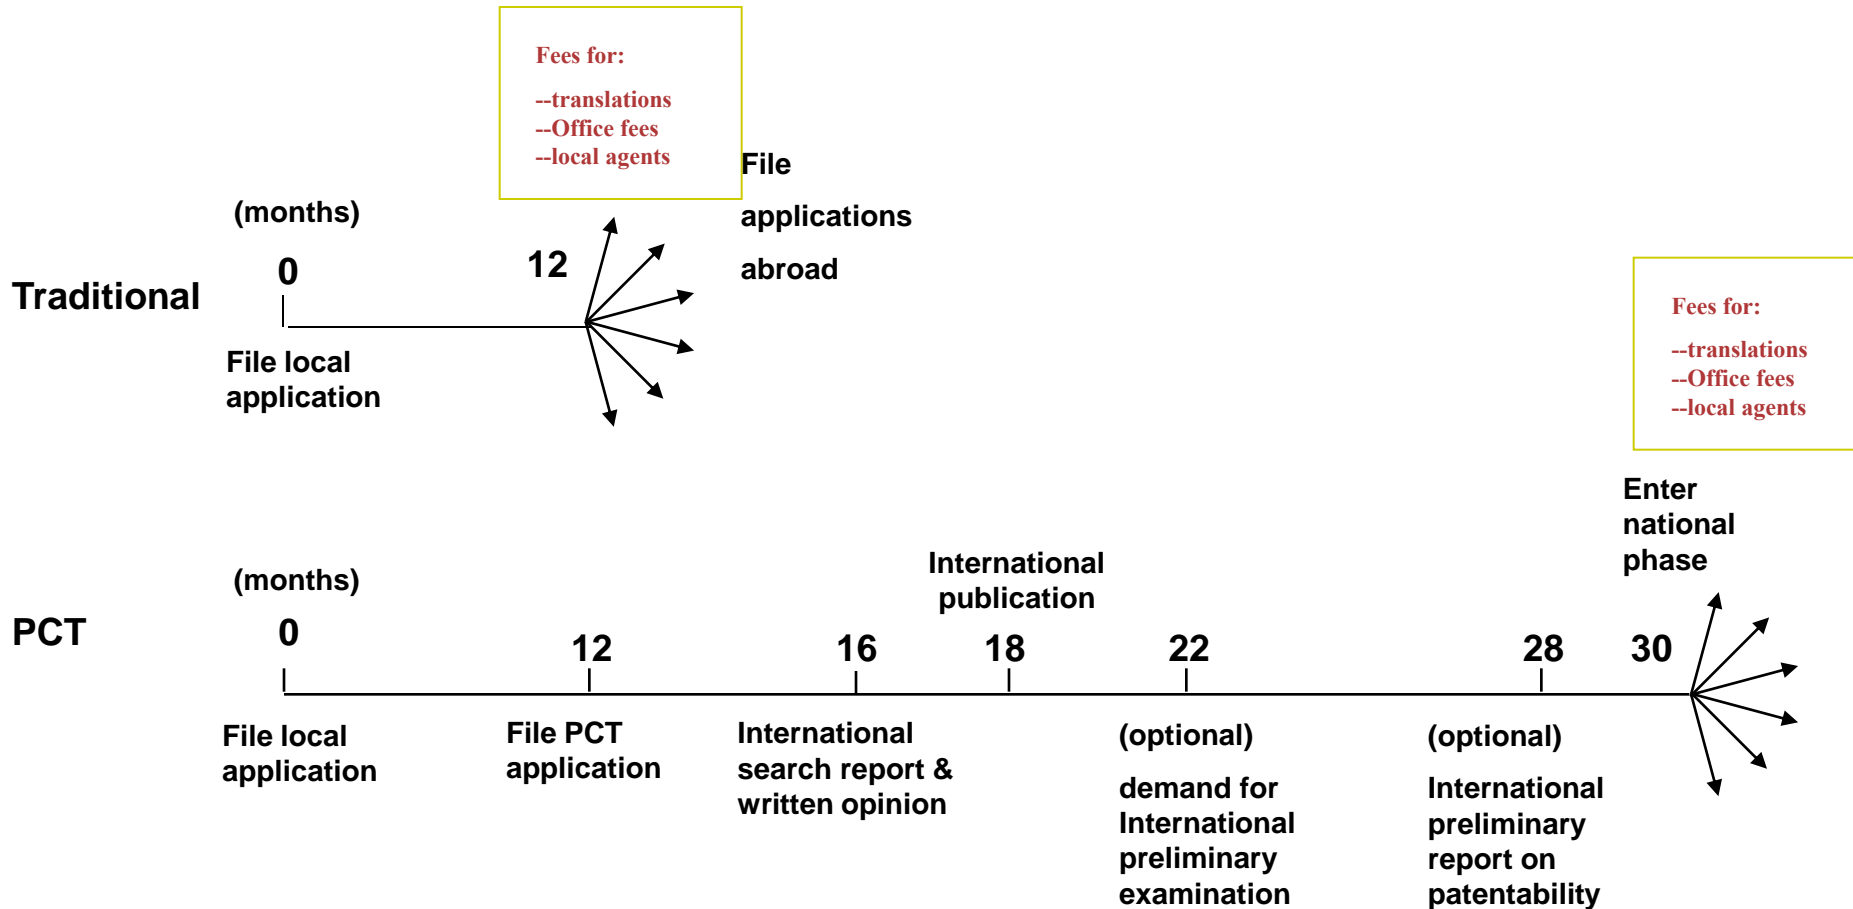 Fees for:
--translations
--Office fees
--local agents
File
applications
abroad
(months)
0
12
Traditional
File local
application
Fees for:
--translations
--Office fees
--local agents
Enter
national
phase
International
publication
(months)
PCT
0
12
16
18
22
28
30
File local
application
File PCT
application
International
search report &
written opinion
(optional)
demand for
International
preliminary
examination
(optional)
International
preliminary
report on
patentability